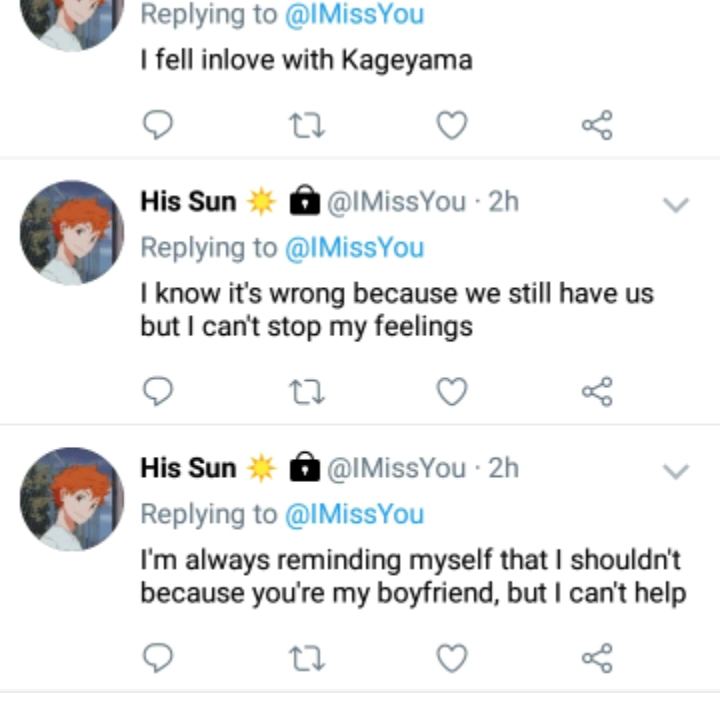 Replying to @IMissYou
I fell inlove with Kageyama
His Sun ☀️ 🔒 @IMissYou · 2h
Replying to @IMissYou
I know it's wrong because we still have us
but I can't stop my feelings
His Sun ☀️ 🔒 @IMissYou · 2h
Replying to @IMissYou
I'm always reminding myself that I shouldn't
because you're my boyfriend, but I can't help